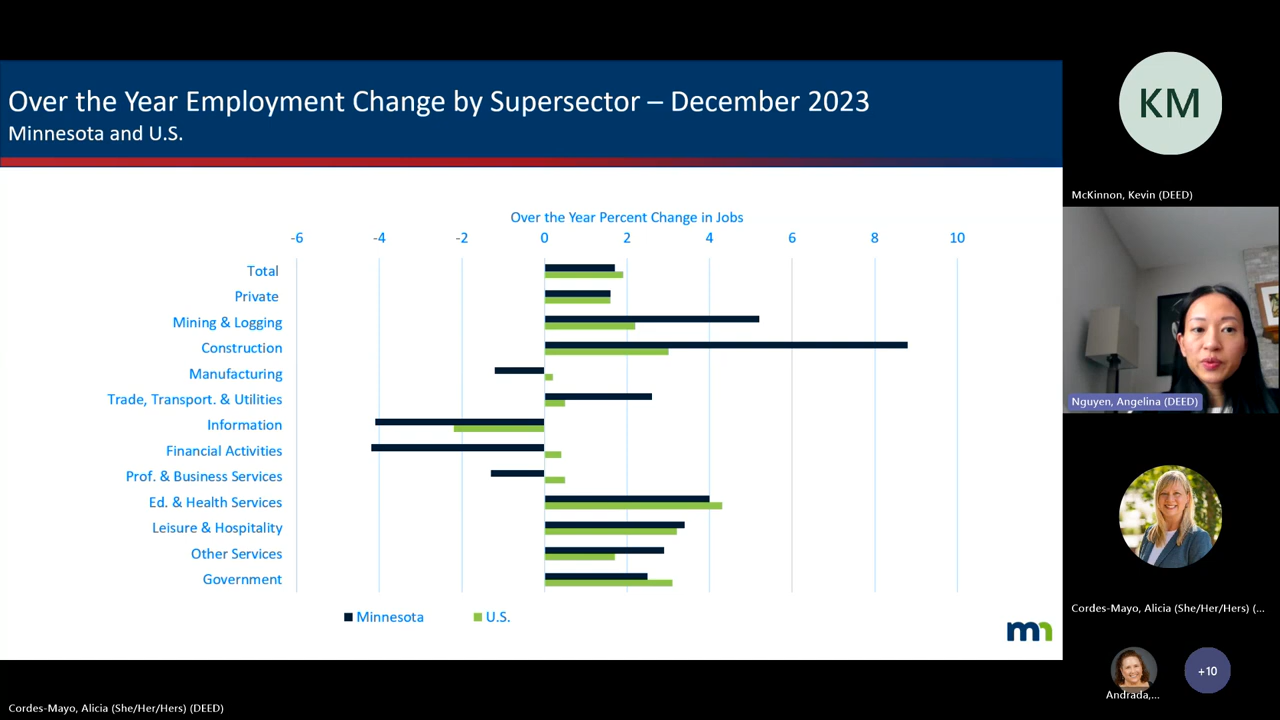 Over the Year Employment Change by Supersector – December 2023
Minnesota and U.S.
Over the Year Percent Change in Jobs
-6 -4 -2 0 2 4 6 8 10
Total
Private
Mining & Logging
Construction
Manufacturing
Trade, Transport. & Utilities
Information
Financial Activities
Prof. & Business Services
Ed. & Health Services
Leisure & Hospitality
Other Services
Government
Minnesota U.S.
mn
KM
McKinnon, Kevin (DEED)
Nguyen, Angelina (DEED)
Cordes-Mayo, Alicia (She/Her/Hers) (...
Andrada,...
+10
Cordes-Mayo, Alicia (She/Her/Hers) (DEED)